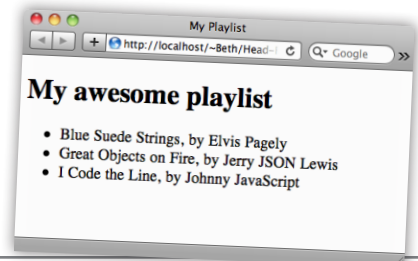 My Playlist
http://localhost/~Beth/Head-
Google
My awesome playlist
Blue Suede Strings, by Elvis Pagely
Great Objects on Fire, by Jerry JSON Lewis
I Code the Line, by Johnny JavaScript